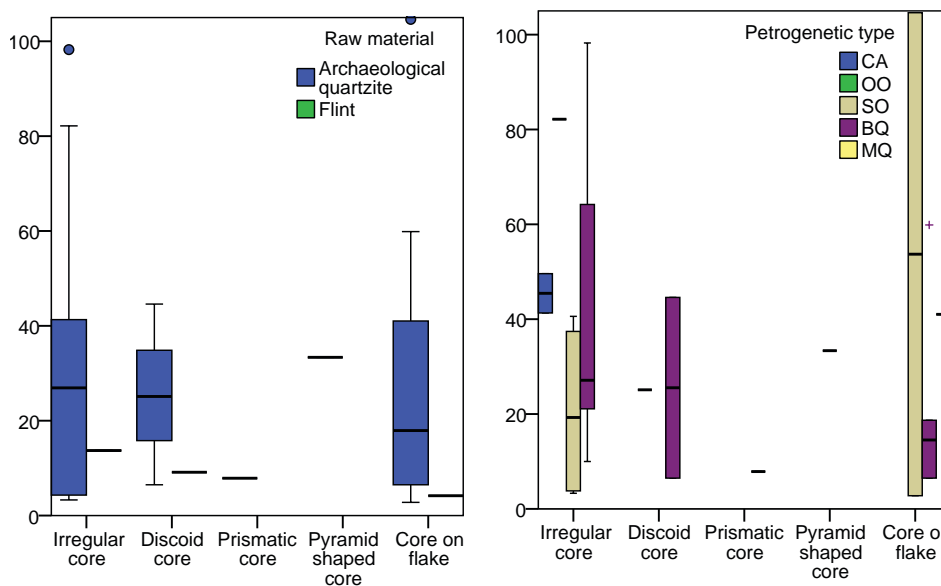 100
80
60
40
20
0
Raw material
Archaeological
quartzite
Flint
Irregular
core
Discoid
core
Prismatic
core
Pyramid
shaped
core
Core on
flake
100
80
60
40
20
0
Petrogenetic type
CA
OO
SO
BQ
MQ
Irregular
core
Discoid
core
Prismatic
core
Pyramid
shaped
core
Core on
flake